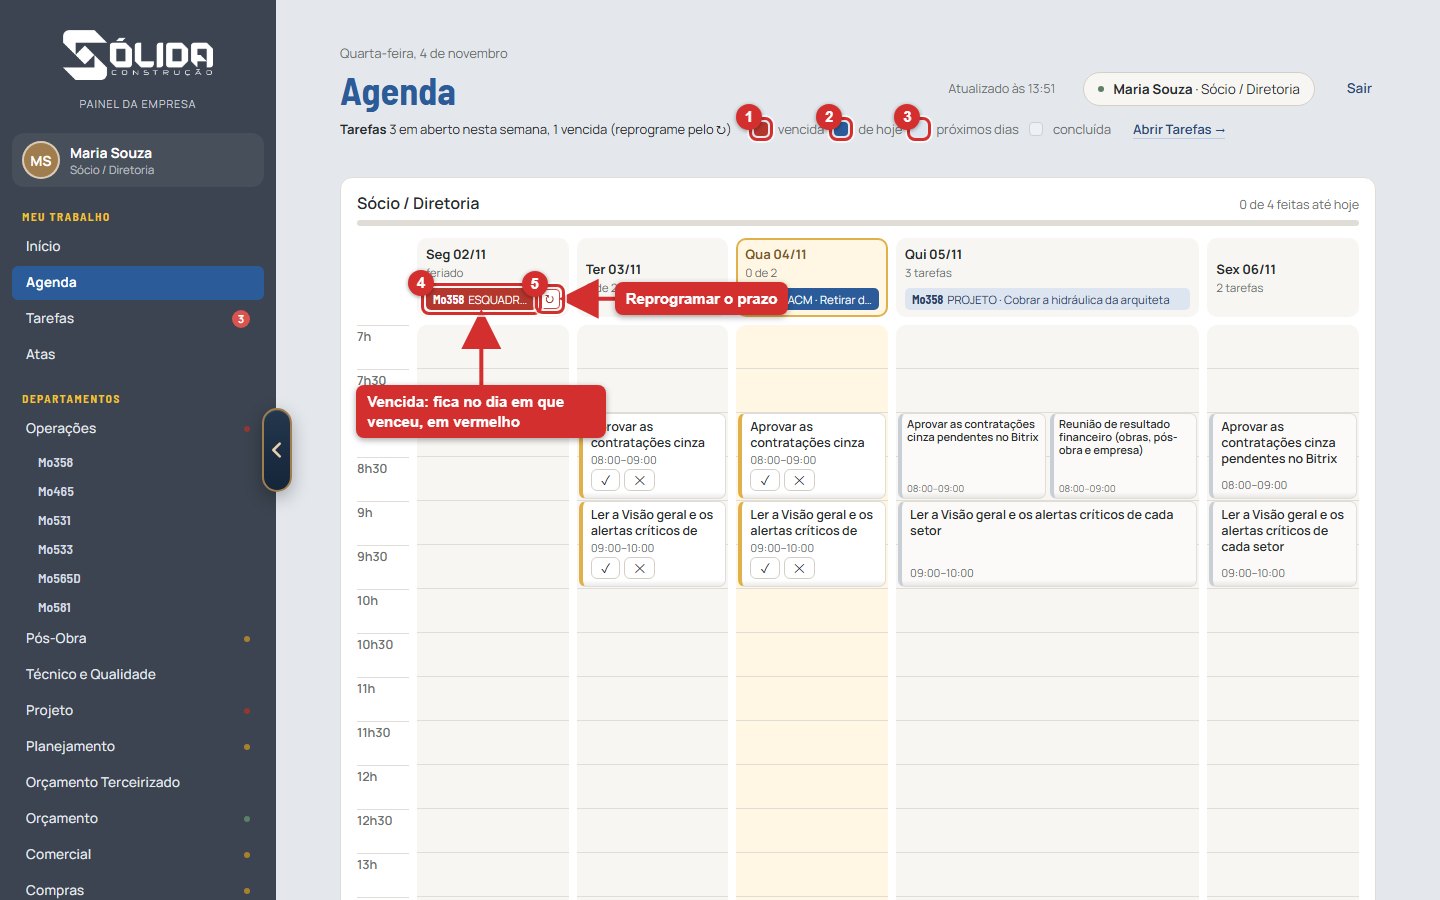 SÓLIDA
CONSTRUÇÃO
PAINEL DA EMPRESA
MS
Maria Souza
Sócio / Diretoria
MEU TRABALHO
Início
Agenda
Tarefas
3
Atas
DEPARTAMENTOS
Operações
Mo358
Mo465
Mo531
Mo533
Mo565D
Mo581
Pós-Obra
Técnico e Qualidade
Projeto
Planejamento
Orçamento Terceirizado
Orçamento
Comercial
Compras
Quarta-feira, 4 de novembro
Agenda
Atualizado às 13:51
Maria Souza · Sócio / Diretoria
Sair
Tarefas 3 em aberto nesta semana, 1 vencida (reprograme pelo ↻)
1
vencida
2
de hoje
3
próximos dias
concluída
Abrir Tarefas →
Sócio / Diretoria
0 de 4 feitas até hoje
Seg 02/11
feriado
4
Mo358 ESQUADR...
5
↻
Ter 03/11
Reprogramar o prazo
Qua 04/11
0 de 2
ACM · Retirar d...
Qui 05/11
3 tarefas
Mo358 PROJETO · Cobrar a hidráulica da arquiteta
Sex 06/11
2 tarefas
Vencida: fica no dia em que
venceu, em vermelho
7h
7h30
8h30
9h
9h30
10h
10h30
11h
11h30
12h
12h30
13h
provar as
contratações cinza
08:00–09:00
✓ ✕
Ler a Visão geral e os
alertas críticos de
09:00–10:00
✓ ✕
Aprovar as
contratações cinza
08:00–09:00
✓ ✕
Ler a Visão geral e os
alertas críticos de
09:00–10:00
✓ ✕
Aprovar as contratações
cinza pendentes no Bitrix
08:00–09:00
Reunião de resultado
financeiro (obras, pós-
obra e empresa)
08:00–09:00
Ler a Visão geral e os alertas críticos de cada
setor
09:00–10:00
Aprovar as
contratações cinza
pendentes no Bitrix
08:00–09:00
Ler a Visão geral e os
alertas críticos de
cada setor
09:00–10:00